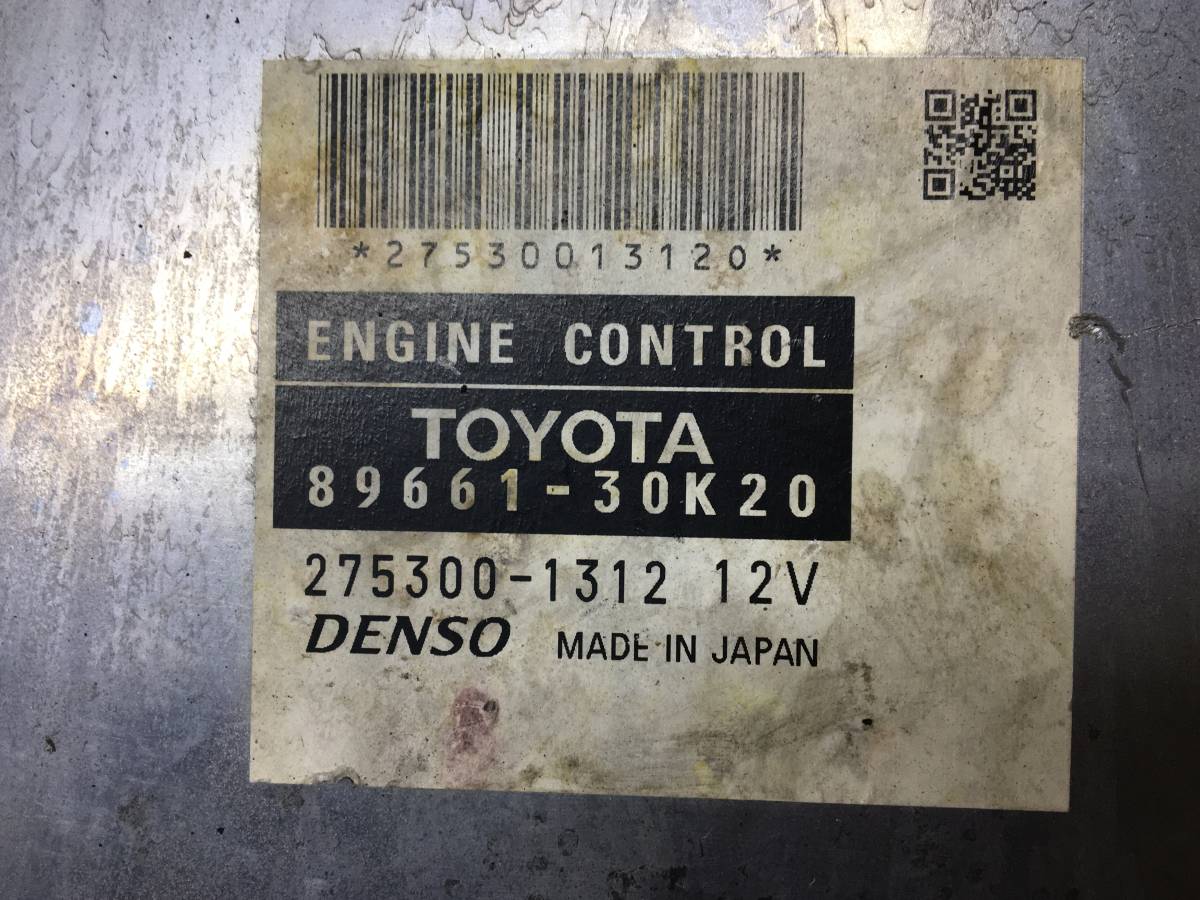 *27530013120*
ENGINE CONTROL
TOYOTA
89661-30K20
275300-1312 12V
DENSO MADE IN JAPAN